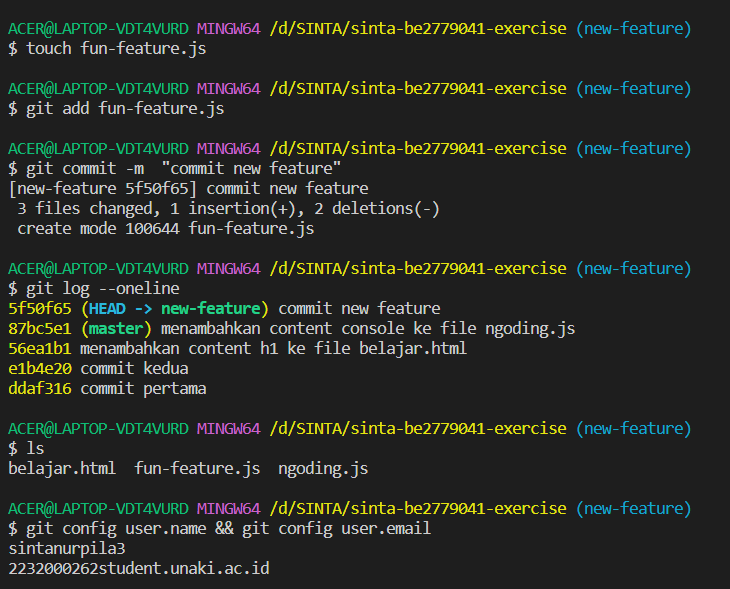 ACER@LAPTOP-VDT4VURD MINGW64 /d/SINTA/sinta-be2779041-exercise (new-feature)
$ touch fun-feature.js
ACER@LAPTOP-VDT4VURD MINGW64 /d/SINTA/sinta-be2779041-exercise (new-feature)
$ git add fun-feature.js
ACER@LAPTOP-VDT4VURD MINGW64 /d/SINTA/sinta-be2779041-exercise (new-feature)
$ git commit -m  "commit new feature"
[new-feature 5f50f65] commit new feature
 3 files changed, 1 insertion(+), 2 deletions(-)
 create mode 100644 fun-feature.js
ACER@LAPTOP-VDT4VURD MINGW64 /d/SINTA/sinta-be2779041-exercise (new-feature)
$ git log --oneline
5f50f65 (HEAD -> new-feature) commit new feature
87bc5e1 (master) menambahkan content console ke file ngoding.js
56ea1b1 menambahkan content h1 ke file belajar.html
e1b4e20 commit kedua
ddaf316 commit pertama
ACER@LAPTOP-VDT4VURD MINGW64 /d/SINTA/sinta-be2779041-exercise (new-feature)
$ ls
belajar.html  fun-feature.js  ngoding.js
ACER@LAPTOP-VDT4VURD MINGW64 /d/SINTA/sinta-be2779041-exercise (new-feature)
$ git config user.name && git config user.email
sintanurpila3
2232000262student.unaki.ac.id